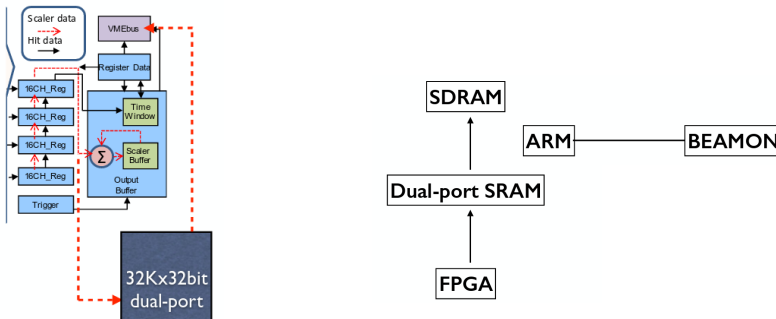 Scaler data
Hit data
VMEbus
Register Data
16CH_Reg
16CH_Reg
16CH_Reg
16CH_Reg
Time
Window
Σ
Scaler
Buffer
Output
Buffer
Trigger
32Kx32bit
dual-port
SDRAM
ARM
BEAMON
Dual-port SRAM
FPGA